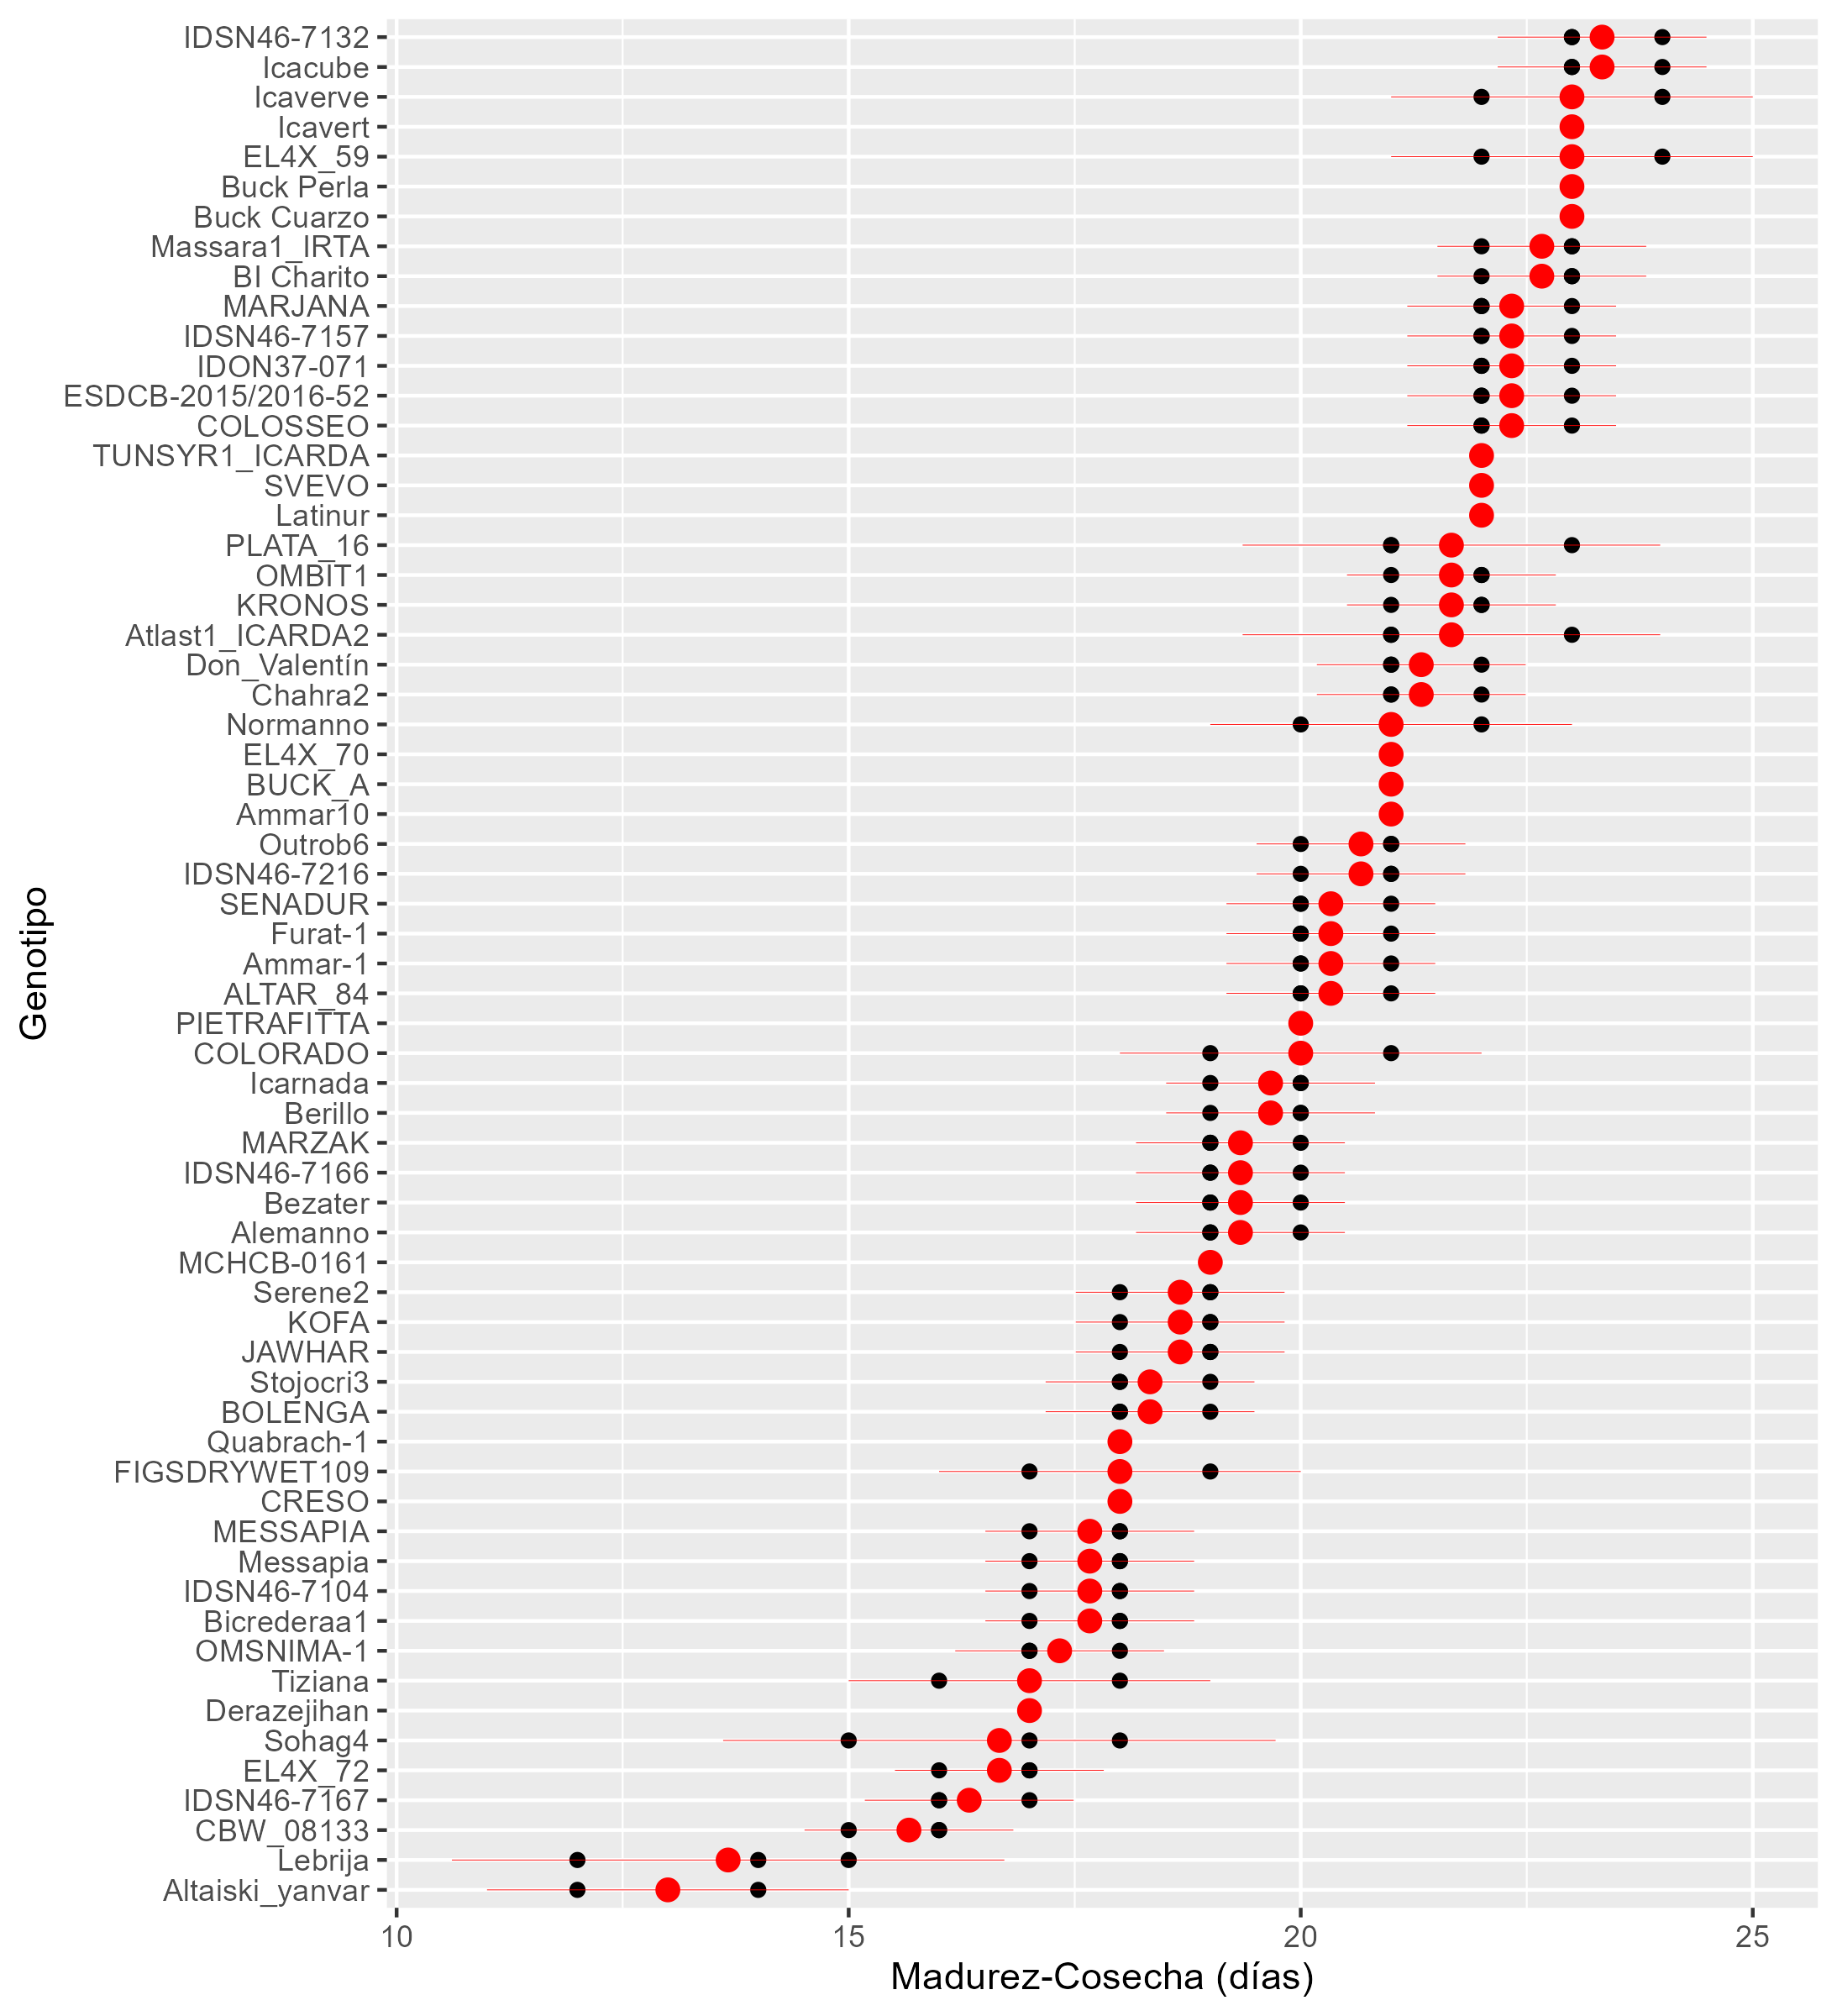 IDSN46-7132
Icacube
Icaverve
Icavert
EL4X_59
Buck Perla
Buck Cuarzo
Massara1_IRTA
BI Charito
MARJANA
IDSN46-7157
IDON37-071
ESDCB-2015/2016-52
COLOSSEO
TUNSYR1_ICARDA
SVEVO
Latinur
PLATA_16
OMBIT1
KRONOS
Atlast1_ICARDA2
Don_Valentín
Chahra2
Normanno
EL4X_70
BUCK_A
Ammar10
Outrob6
IDSN46-7216
SENADUR
Furat-1
Ammar-1
ALTAR_84
PIETRAFITTA
COLORADO
Icarnada
Berillo
MARZAK
IDSN46-7166
Bezater
Alemanno
MCHCB-0161
Serene2
KOFA
JAWHAR
Stojocri3
BOLENGA
Quabrach-1
FIGSDRYWET109
CRESO
MESSAPIA
Messapia
IDSN46-7104
Bicrederaa1
OMSNIMA-1
Tiziana
Derazejihan
Sohag4
EL4X_72
IDSN46-7167
CBW_08133
Lebrija
Altaiski_yanvar
Genotipo
10 15 20 25
Madurez-Cosecha (días)